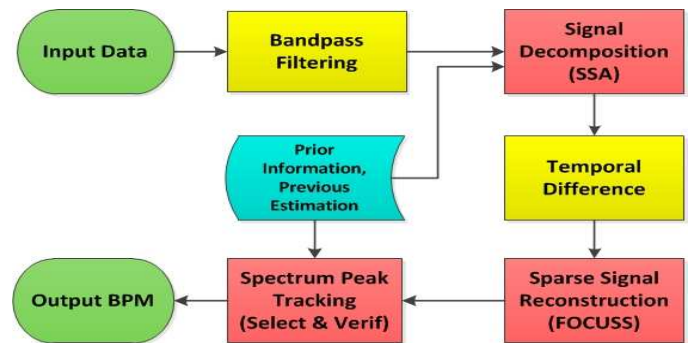 Input Data
Bandpass
Filtering
Signal
Decomposition
(SSA)
Prior
Information,
Previous
Estimation
Temporal
Difference
Output BPM
Spectrum Peak
Tracking
(Select & Verif)
Sparse Signal
Reconstruction
(FOCUSS)